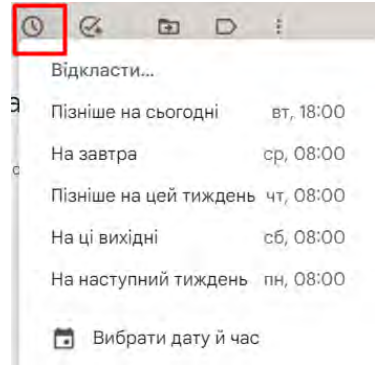 Відкласти...
Пізніше на сьогодні вт, 18:00
На завтра ср, 08:00
Пізніше на цей тиждень чт, 08:00
На ці вихідні сб, 08:00
На наступний тиждень пн, 08:00
Вибрати дату й час